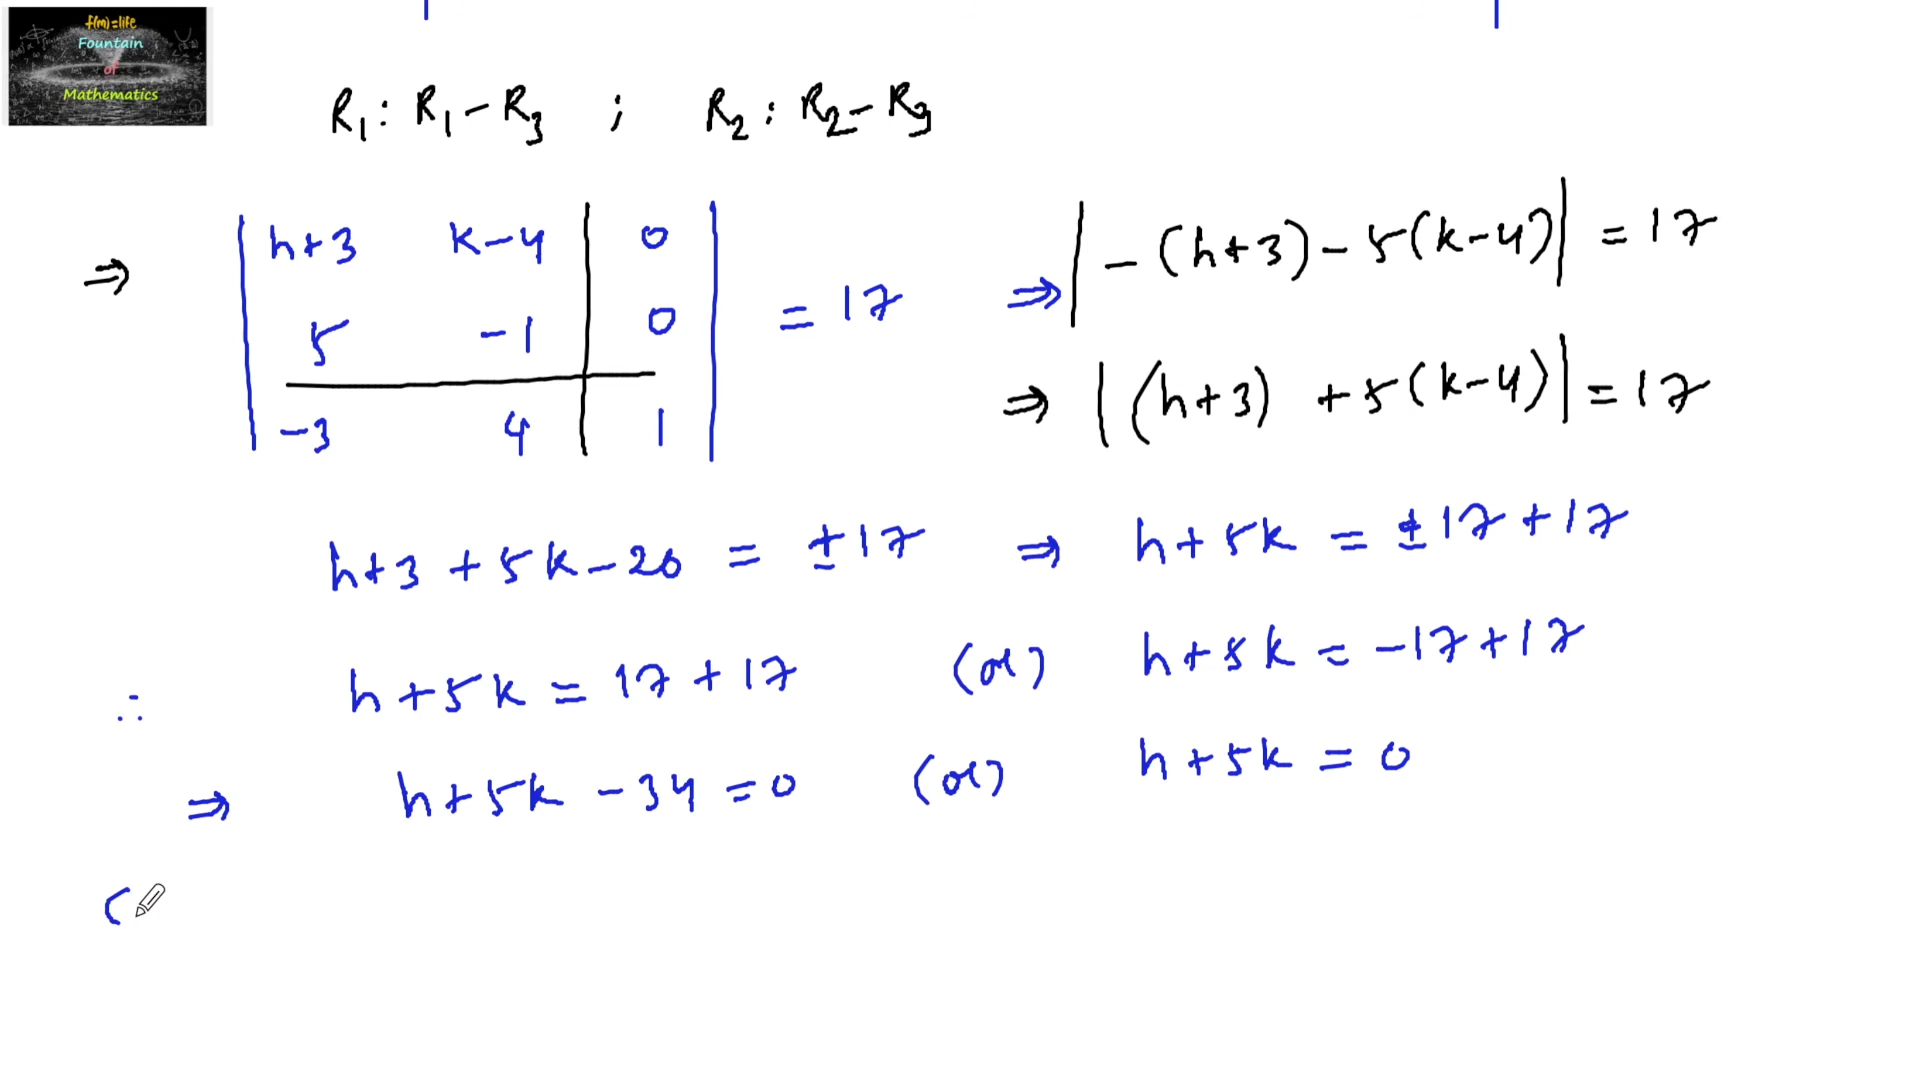 f(m)=life
Fountain
of
Mathematics
R₁: R₁ - R₃ ; R₂: R₂ - R₃
⇒ | h+3 k-4 0 |
| 5 -1 0 | = 17
| -3 4 1 |
⇒ | -(h+3) - 5(k-4) | = 17
⇒ | (h+3) + 5(k-4) | = 17
h+3 + 5k - 20 = ±17 ⇒ h+5k = ±17+17
∴ h+5k = 17+17 (or) h+5k = -17+17
⇒ h+5k - 34 = 0 (or) h+5k = 0
(